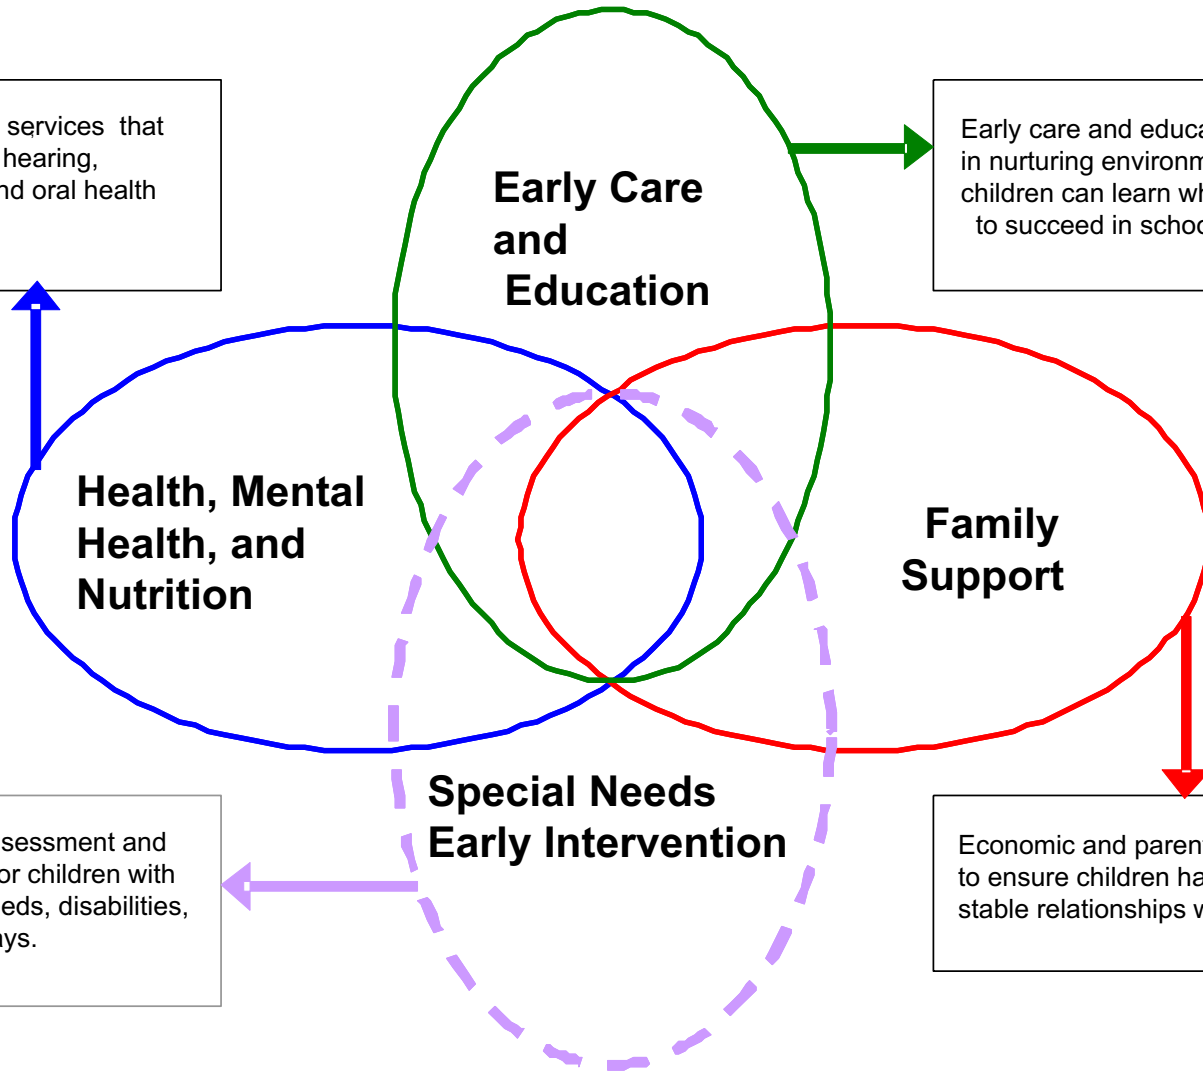 services that
hearing,
nd oral health
Early care and educa
in nurturing environm
children can learn wh
to succeed in schoo
Early Care
and
Education
Health, Mental
Health, and
Nutrition
Family
Support
Special Needs
Early Intervention
sessment and
or children with
eds, disabilities,
ays.
Economic and parent
to ensure children ha
stable relationships w